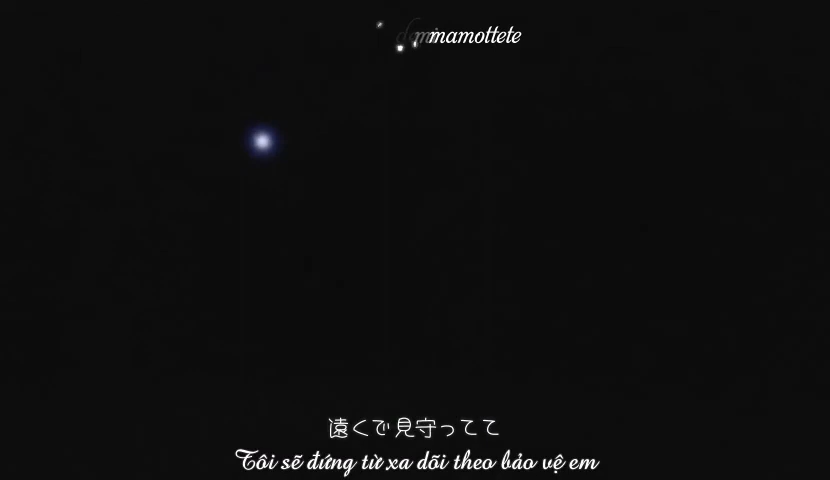 mamottete
遠くで見守ってて
Tôi sẽ đứng từ xa dõi theo bảo vệ em